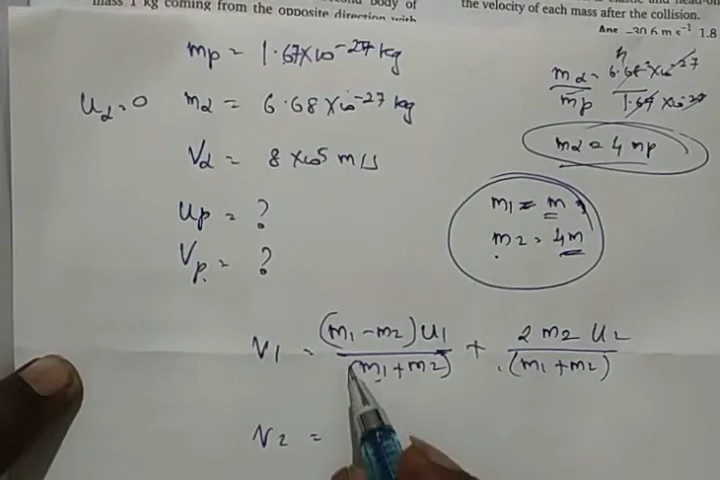 mass 1 kg coming from the opposite direction with
the velocity of each mass after the collision.
Ans -30.6 m s⁻¹ 1.8
mp = 1.67×10⁻²⁷ kg
u₂=0 mα = 6.68 ×10⁻²⁷ kg
Vα = 8 ×10⁵ m/s
up = ?
Vp. = ?
mα/mp = 6.68×10⁻²⁷/1.67×10⁻²⁷
mα = 4 mp
m1 = m
m2 = 4m
V1 = (m1 - m2) u1/(m1 + m2) + 2 m2 u2/(m1 + m2)
V2 =